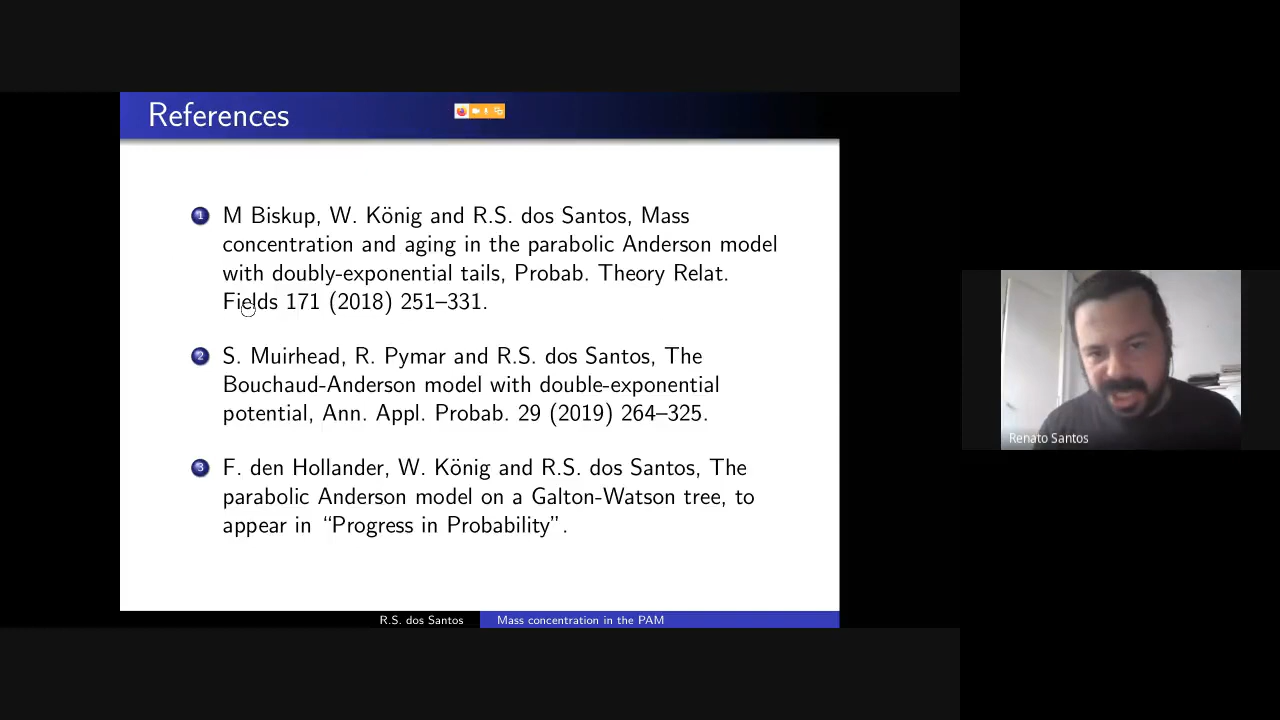 References
1 M Biskup, W. König and R.S. dos Santos, Mass
concentration and aging in the parabolic Anderson model
with doubly-exponential tails, Probab. Theory Relat.
Fields 171 (2018) 251–331.
2 S. Muirhead, R. Pymar and R.S. dos Santos, The
Bouchaud-Anderson model with double-exponential
potential, Ann. Appl. Probab. 29 (2019) 264–325.
3 F. den Hollander, W. König and R.S. dos Santos, The
parabolic Anderson model on a Galton-Watson tree, to
appear in “Progress in Probability”.
R.S. dos Santos Mass concentration in the PAM
Renato Santos